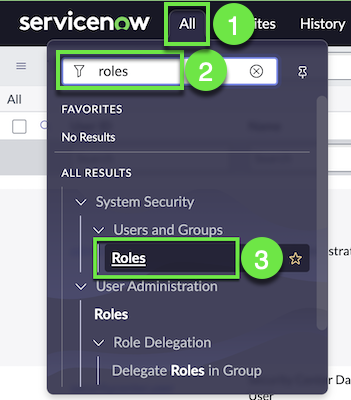 servicenow All 1 ites History
roles 2
All
FAVORITES
No Results
ALL RESULTS
System Security
Users and Groups
Roles 3
User Administration
Roles
Role Delegation
Delegate Roles in Group
User